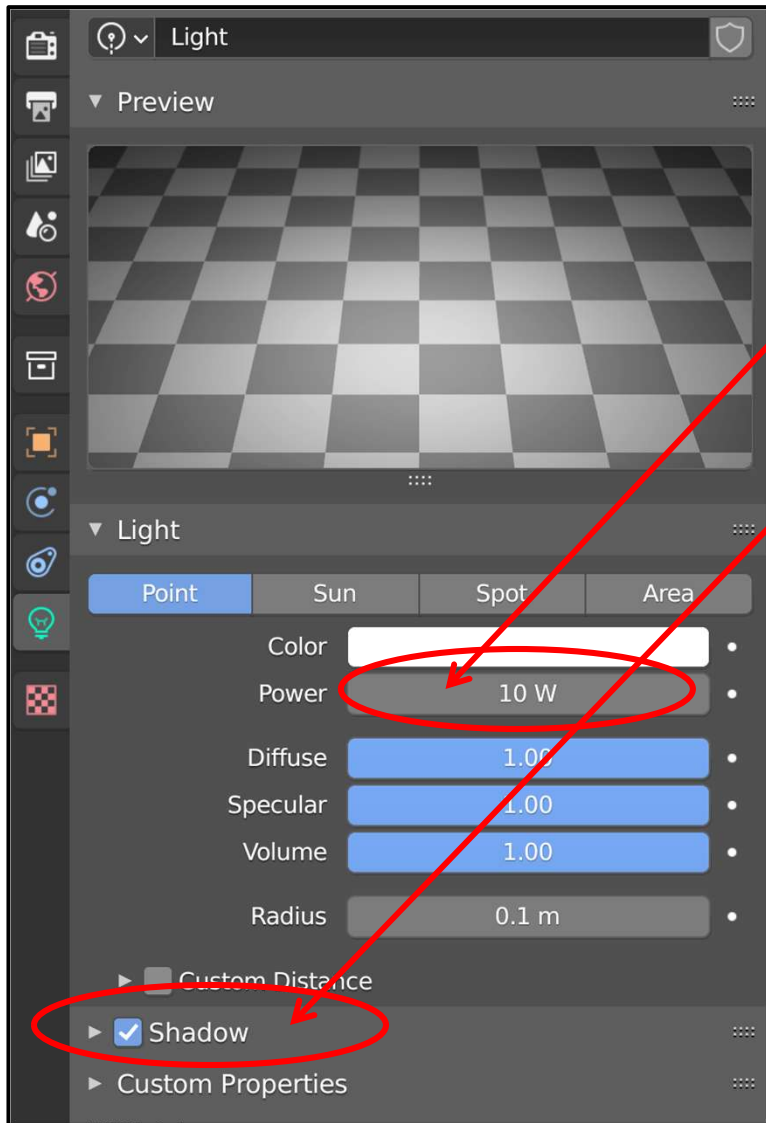 Light
Preview
Light
Point Sun Spot Area
Color
Power 10 W
Diffuse 1.00
Specular 1.00
Volume 1.00
Radius 0.1 m
Custom Distance
Shadow
Custom Properties